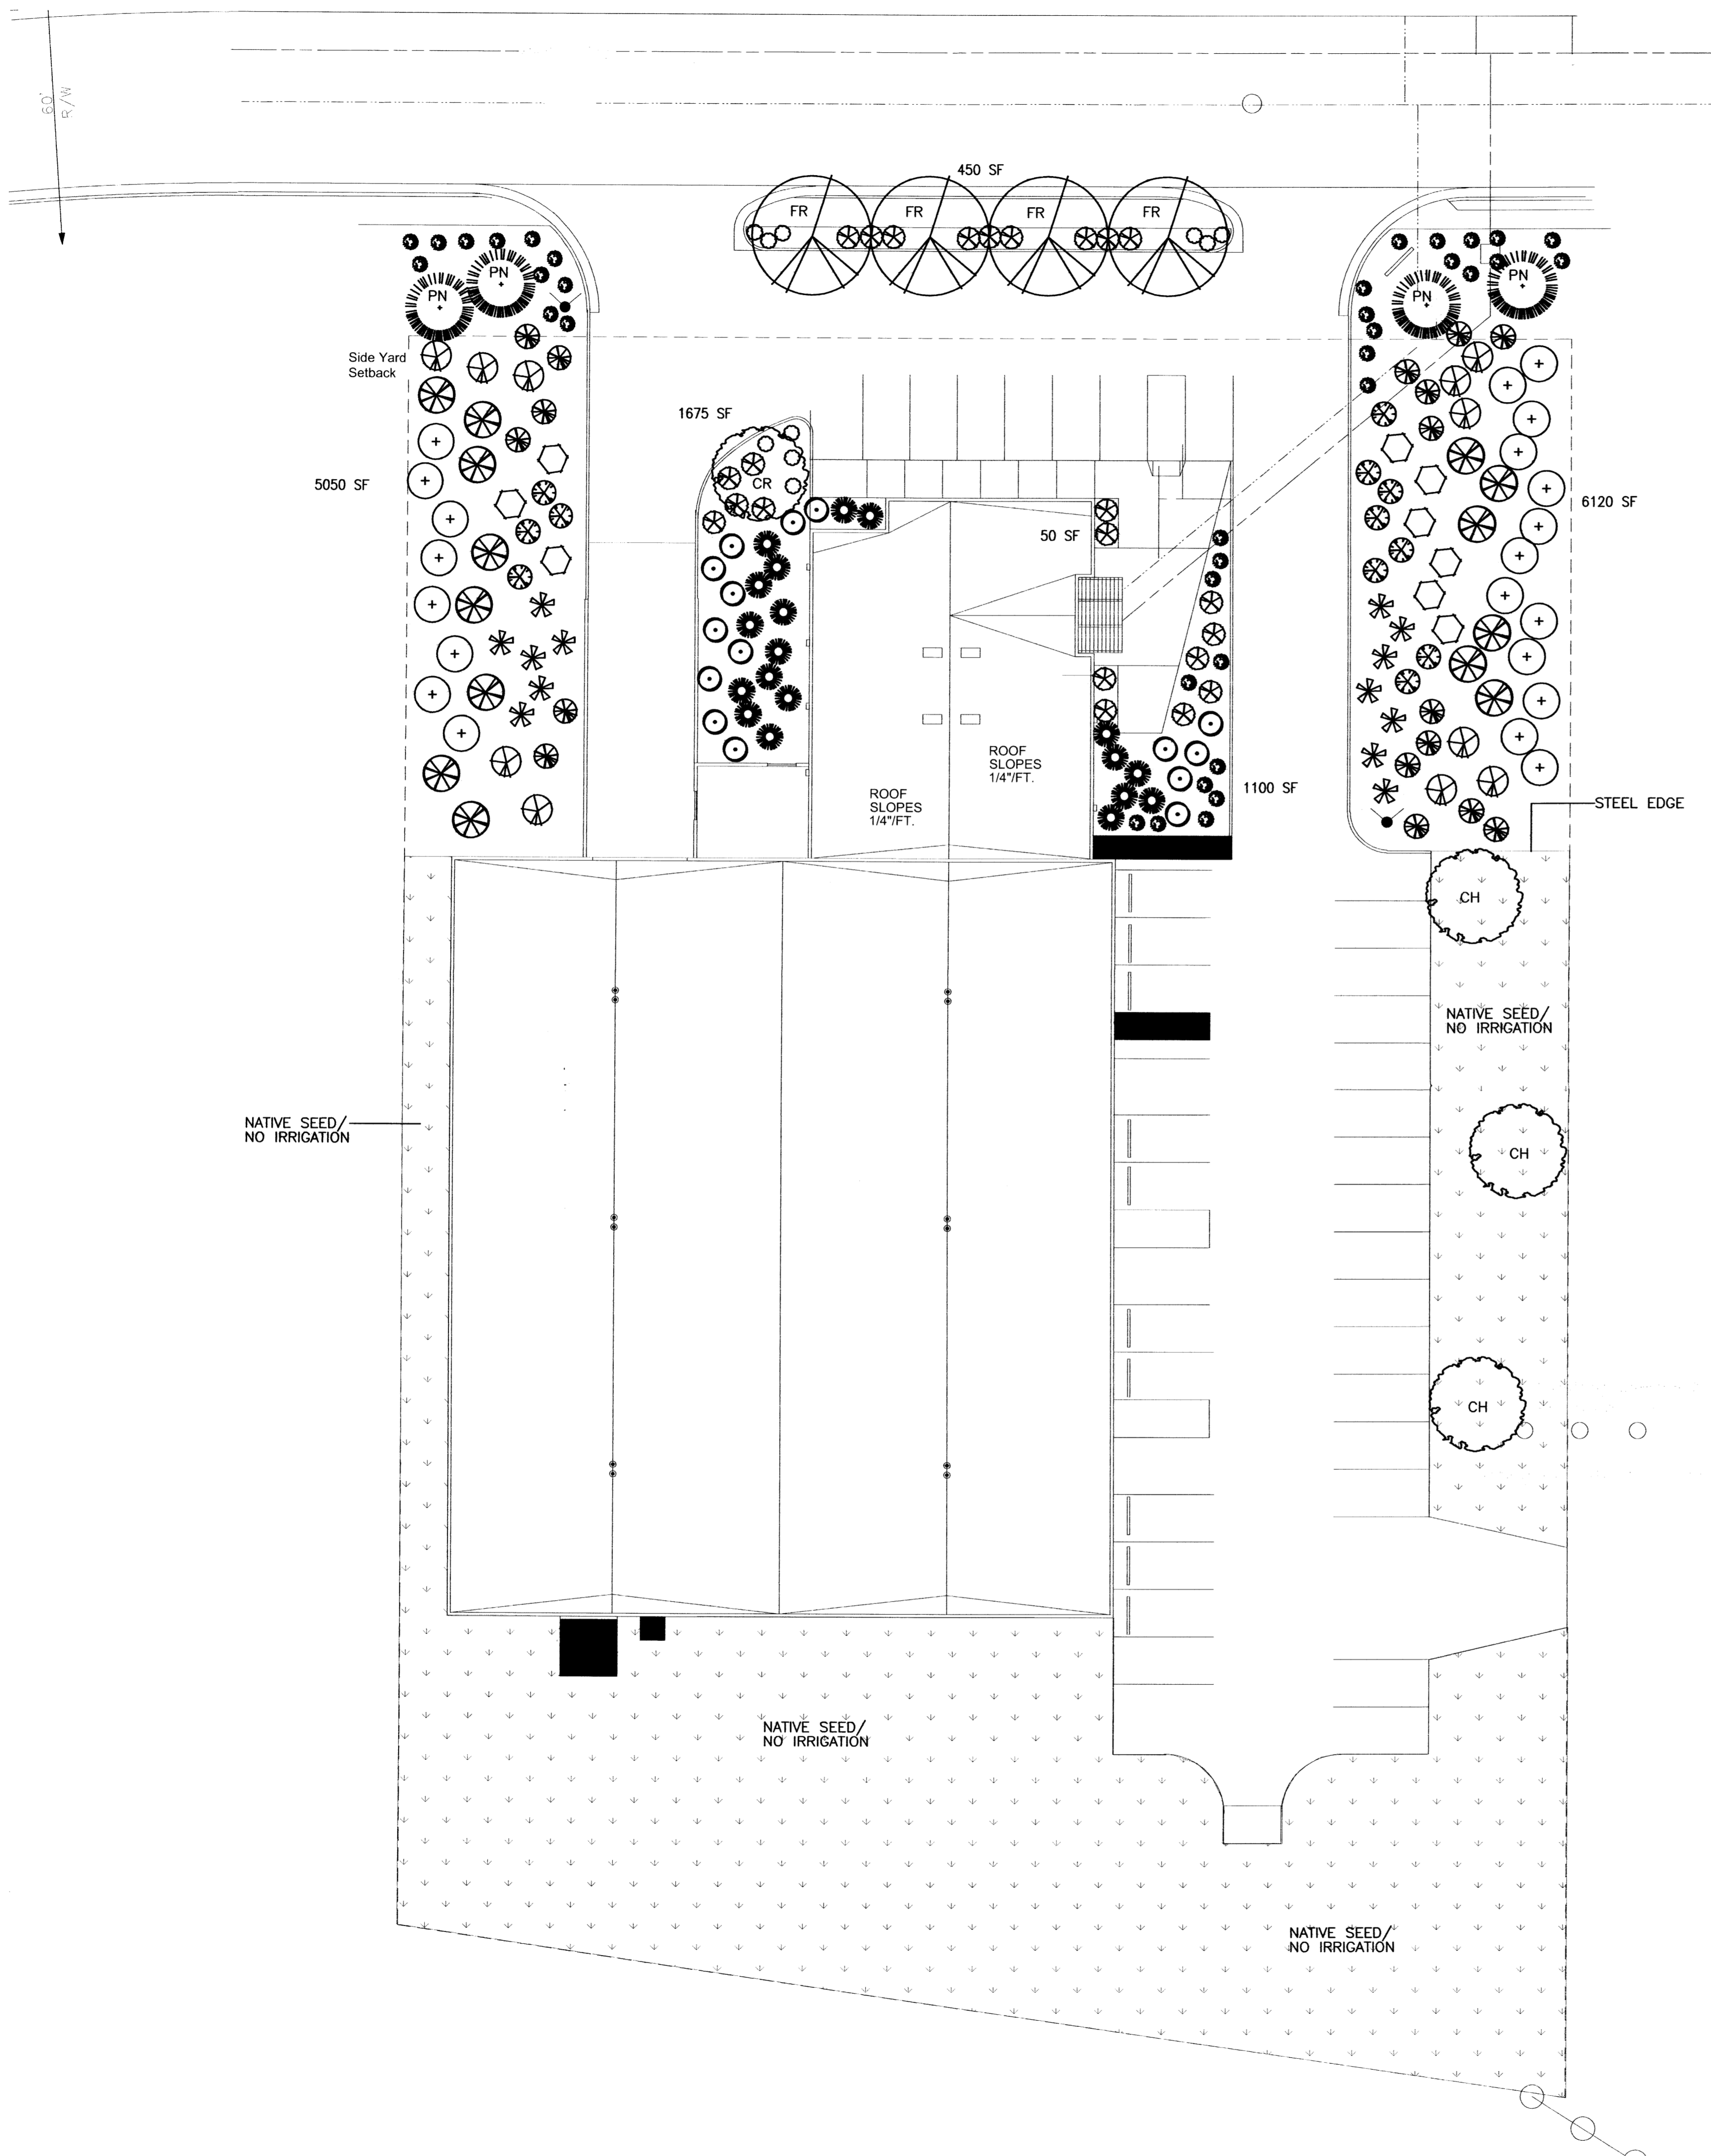 60'
R/W
450 SF
FR
FR
FR
FR
PN
PN
PN
PN
Side Yard
Setback
1675 SF
CR
5050 SF
6120 SF
50 SF
ROOF
SLOPES
1/4"/FT.
ROOF
SLOPES
1/4"/FT.
1100 SF
STEEL EDGE
CH
NATIVE SEED/
NO IRRIGATION
NATIVE SEED/
NO IRRIGATION
CH
CH
NATIVE SEED/
NO IRRIGATION
NATIVE SEED/
NO IRRIGATION